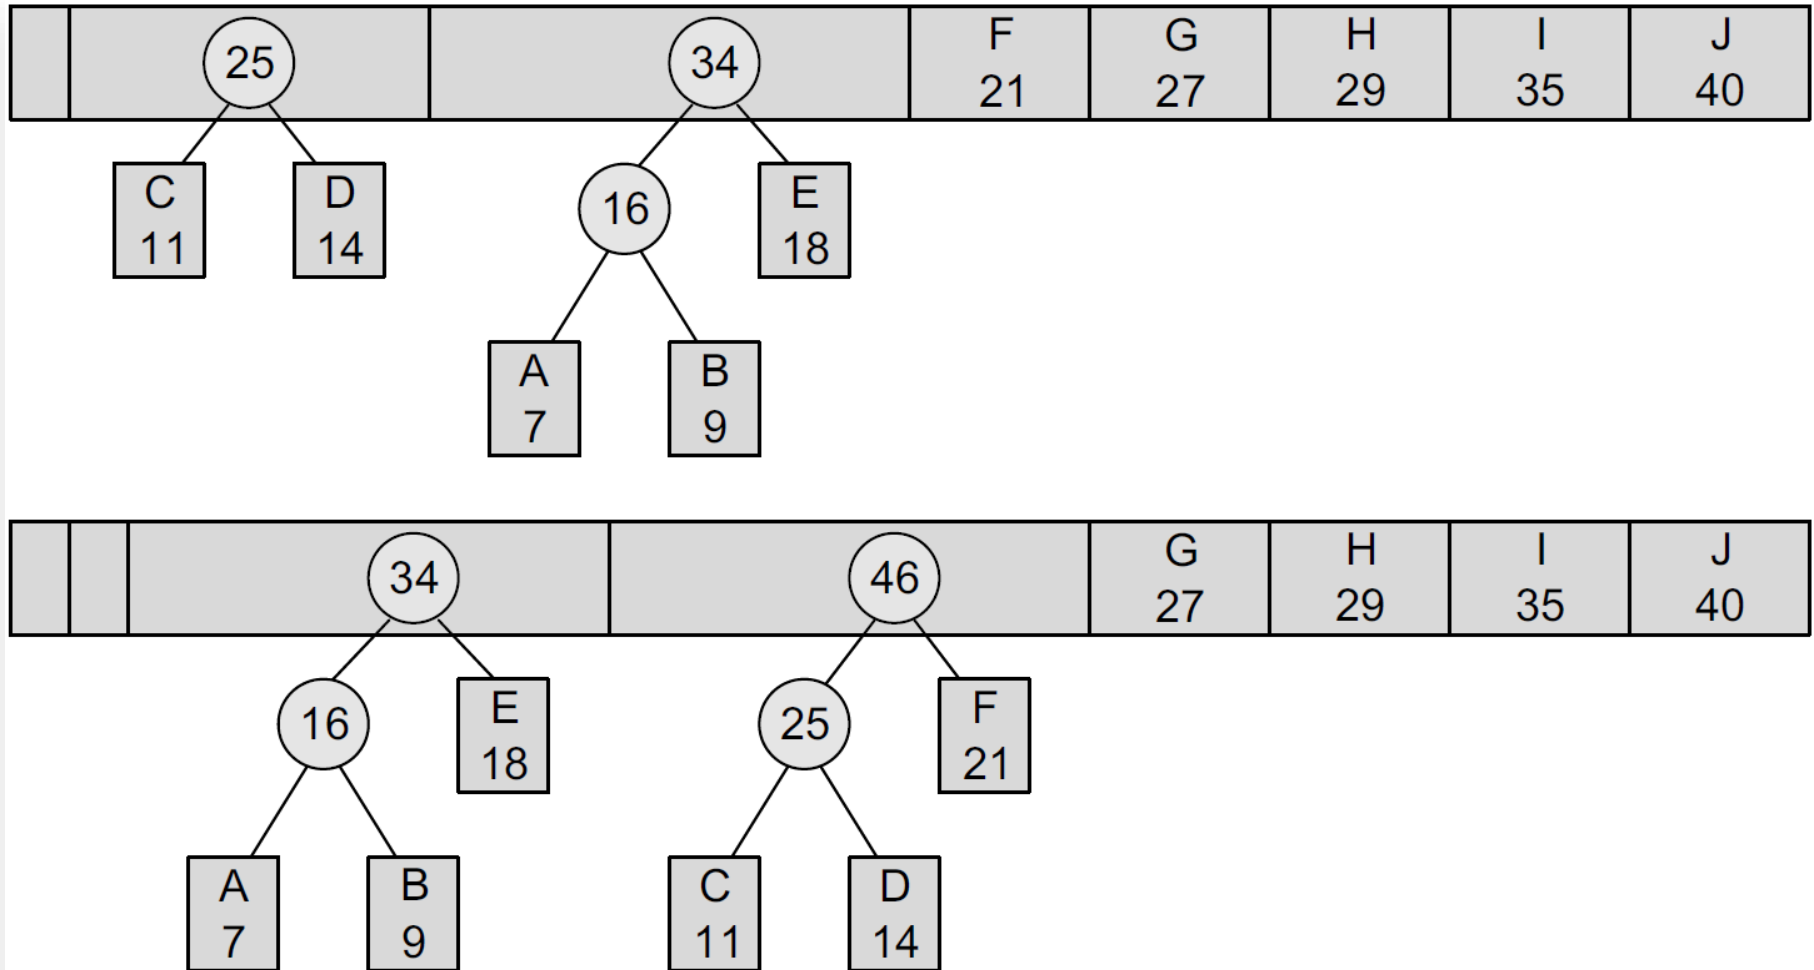 25 34 F G H I J
21 27 29 35 40
C D 16 E
11 14 18
A B
7 9
34 46 G H I J
27 29 35 40
16 E 25 F
18 21
A B C D
7 9 11 14